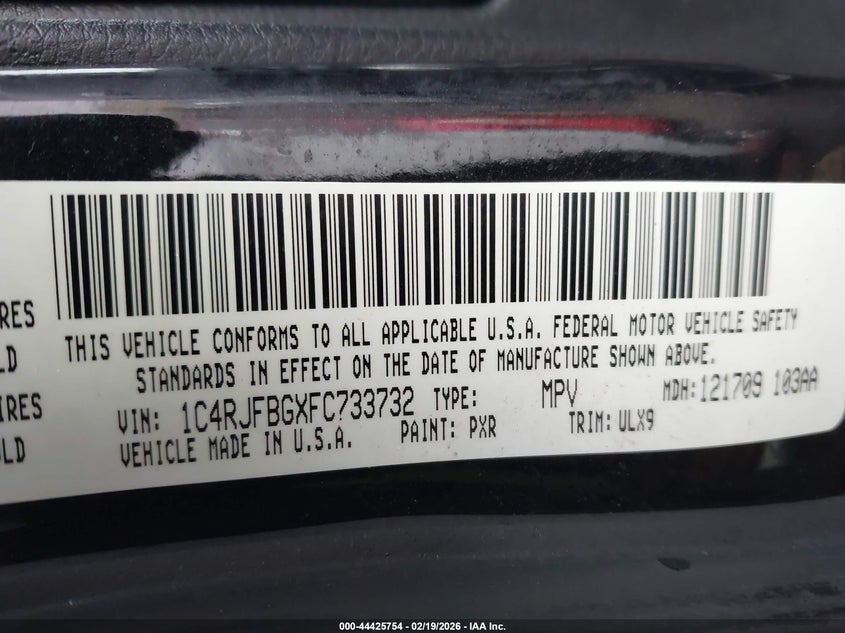 RES
LD
IRES
OLD
THIS VEHICLE CONFORMS TO ALL APPLICABLE U.S.A. FEDERAL MOTOR VEHICLE SAFETY
STANDARDS IN EFFECT ON THE DATE OF MANUFACTURE SHOWN ABOVE.
VIN: 1C4RJFBGXFC733732 TYPE: MPV MDH:121709 103AA
VEHICLE MADE IN U.S.A. PAINT: PXR TRIM: ULX9
000-44425754 - 02/19/2026 - IAA Inc.